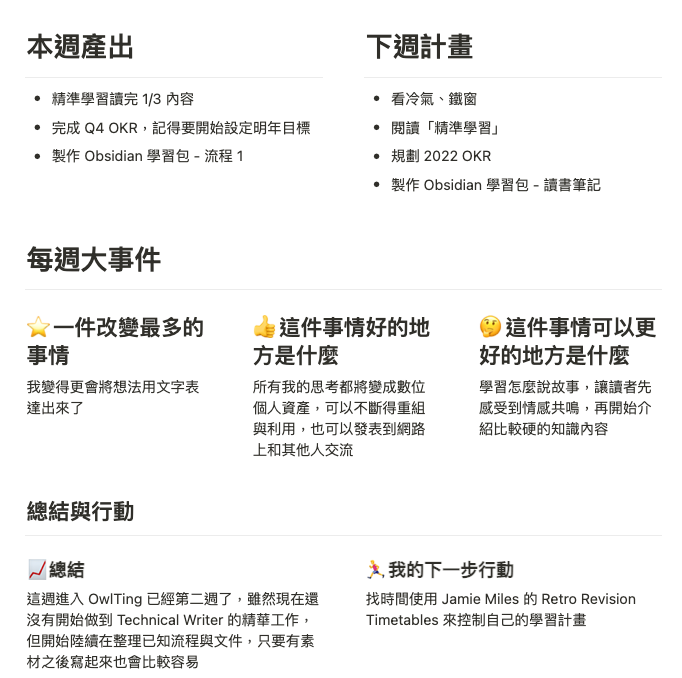 本週產出
精準學習讀完 1/3 內容
完成 Q4 OKR，記得要開始設定明年目標
製作 Obsidian 學習包 - 流程 1
下週計畫
看冷氣、鐵窗
閱讀「精準學習」
規劃 2022 OKR
製作 Obsidian 學習包 - 讀書筆記
每週大事件
⭐一件改變最多的
事情
我變得更會將想法用文字表
達出來了
👍這件事情好的地
方是什麼
所有我的思考都將變成數位
個人資產，可以不斷得重組
與利用，也可以發表到網路
上和其他人交流
🤔這件事情可以更
好的地方是什麼
學習怎麼說故事，讓讀者先
感受到情感共鳴，再開始介
紹比較硬的知識內容
總結與行動
📈總結
這週進入 OwlTing 已經第二週了，雖然現在還
沒有開始做到 Technical Writer 的精華工作，
但開始陸續在整理已知流程與文件，只要有素
材之後寫起來也會比較容易
🏃我的下一步行動
找時間使用 Jamie Miles 的 Retro Revision
Timetables 來控制自己的學習計畫